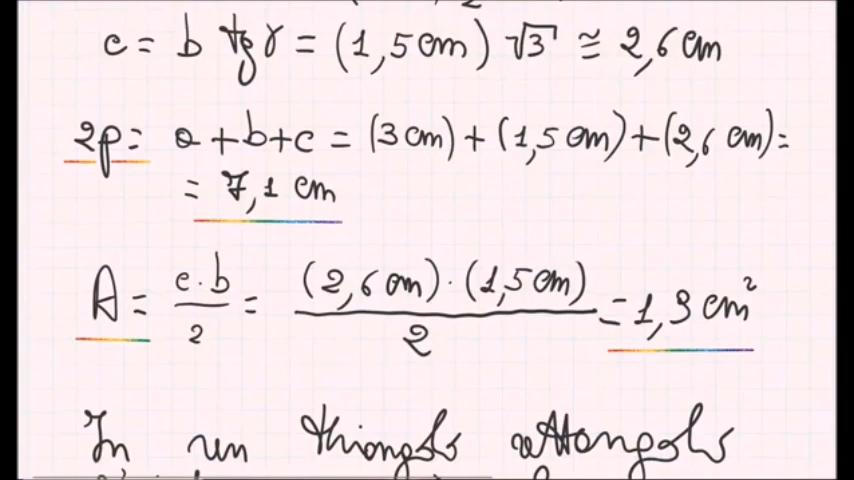 c = b tg γ = (1,5 cm) √3 ≅ 2,6 cm
2p = a + b + c = (3 cm) + (1,5 cm) + (2,6 cm) =
= 7,1 cm
A = c · b / 2 = (2,6 cm) · (1,5 cm) / 2 = 1,9 cm²
In un triangolo rettangolo